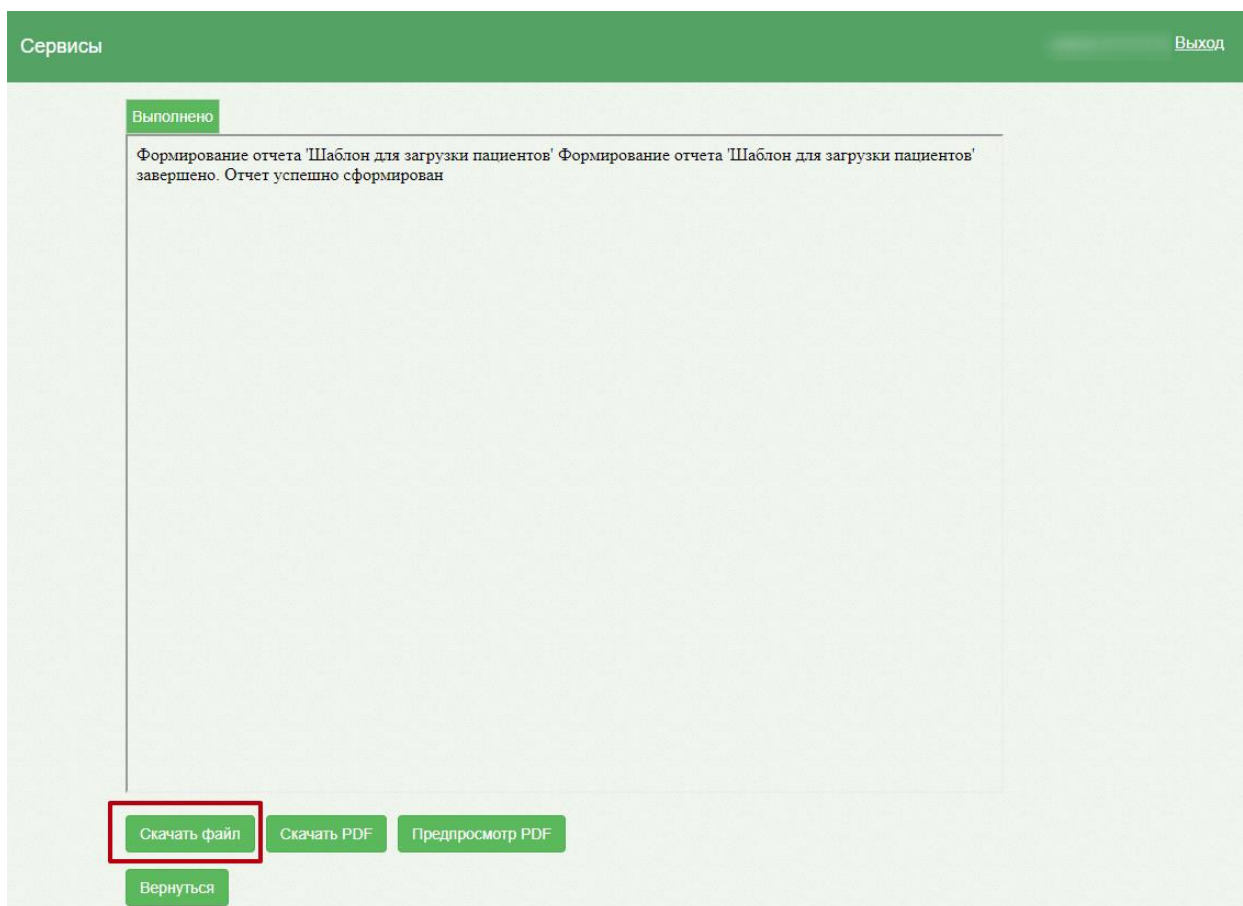 Сервисы
Выход
Выполнено
Формирование отчета 'Шаблон для загрузки пациентов' Формирование отчета 'Шаблон для загрузки пациентов'
завершено. Отчет успешно сформирован
Скачать файл
Скачать PDF
Предпросмотр PDF
Вернуться